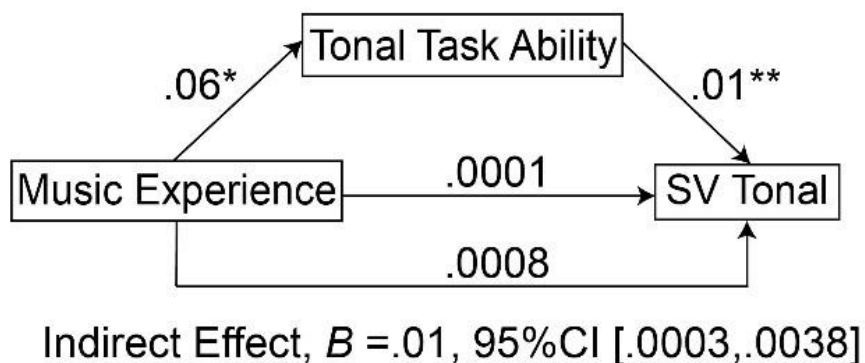 Tonal Task Ability
.06*
.01**
Music Experience
.0001
SV Tonal
.0008
Indirect Effect, B =.01, 95%CI [.0003,.0038]